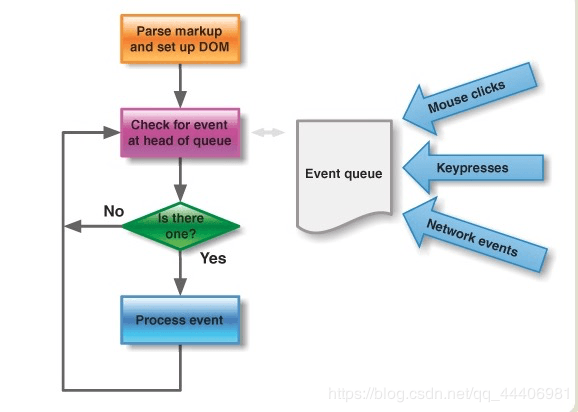 Parse markup
and set up DOM
Check for event
at head of queue
Is there
one?
No
Yes
Process event
Event queue
Mouse clicks
Keypresses
Network events
https://blog.csdn.net/qq_44406981